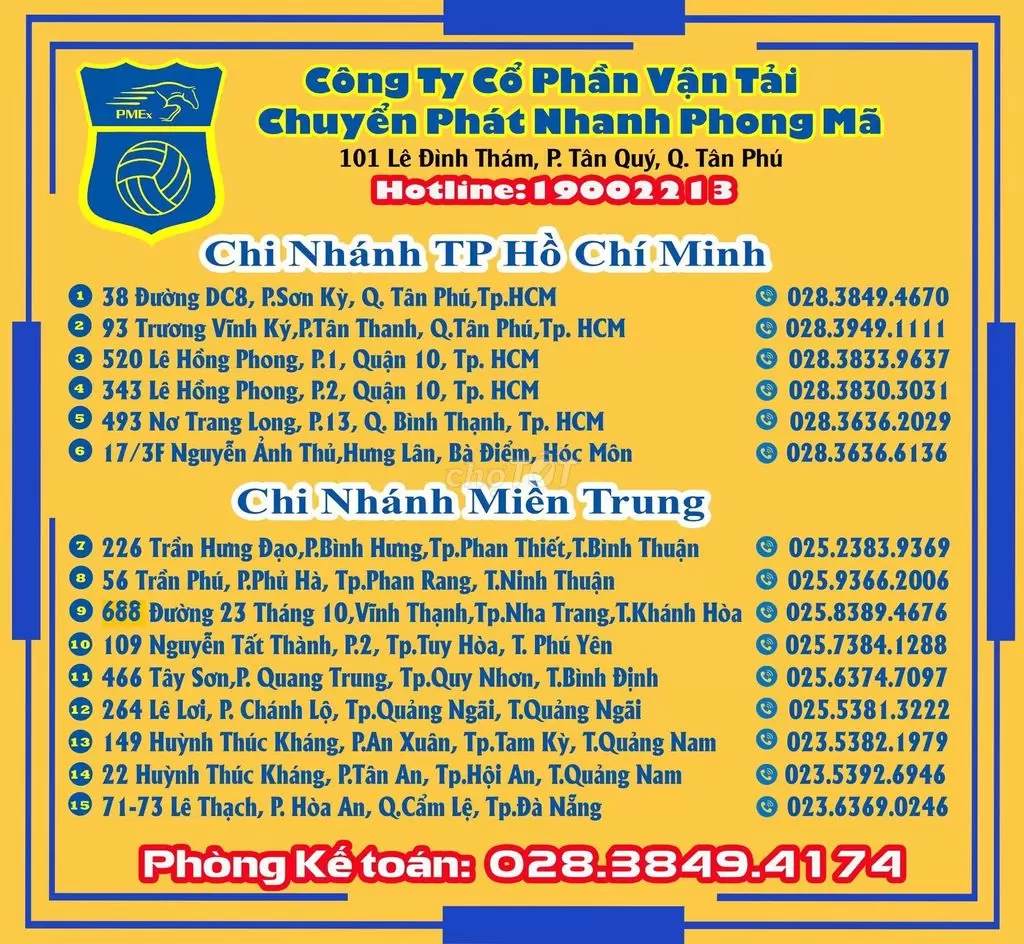 PMEx
Công Ty Cổ Phần Vận Tải
Chuyển Phát Nhanh Phong Mã
101 Lê Đình Thám, P. Tân Quý, Q. Tân Phú
Hotline:19002213
Chi Nhánh TP Hồ Chí Minh
1 38 Đường DC8, P.Sơn Kỳ, Q. Tân Phú,Tp.HCM 028.3849.4670
2 93 Trương Vĩnh Ký,P.Tân Thanh, Q.Tân Phú,Tp. HCM 028.3949.1111
3 520 Lê Hồng Phong, P.1, Quận 10, Tp. HCM 028.3833.9637
4 343 Lê Hồng Phong, P.2, Quận 10, Tp. HCM 028.3830.3031
5 493 Nơ Trang Long, P.13, Q. Bình Thạnh, Tp. HCM 028.3636.2029
6 17/3F Nguyễn Ảnh Thủ,Hưng Lân, Bà Điểm, Hóc Môn 028.3636.6136
choTỐT
Chi Nhánh Miền Trung
7 226 Trần Hưng Đạo,P.Bình Hưng,Tp.Phan Thiết,T.Bình Thuận 025.2383.9369
8 56 Trần Phú, P.Phủ Hà, Tp.Phan Rang, T.Ninh Thuận 025.9366.2006
9 688 Đường 23 Tháng 10,Vĩnh Thạnh,Tp.Nha Trang,T.Khánh Hòa 025.8389.4676
10 109 Nguyễn Tất Thành, P.2, Tp.Tuy Hòa, T. Phú Yên 025.7384.1288
11 466 Tây Sơn,P. Quang Trung, Tp.Quy Nhơn, T.Bình Định 025.6374.7097
12 264 Lê Lơi, P. Chánh Lộ, Tp.Quảng Ngãi, T.Quảng Ngãi 025.5381.3222
13 149 Huỳnh Thúc Kháng, P.An Xuân, Tp.Tam Kỳ, T.Quảng Nam 023.5382.1979
14 22 Huỳnh Thúc Kháng, P.Tân An, Tp.Hội An, T.Quảng Nam 023.5392.6946
15 71-73 Lê Thạch, P. Hòa An, Q.Cẩm Lệ, Tp.Đà Nẵng 023.6369.0246
Phòng Kế toán: 028.3849.4174